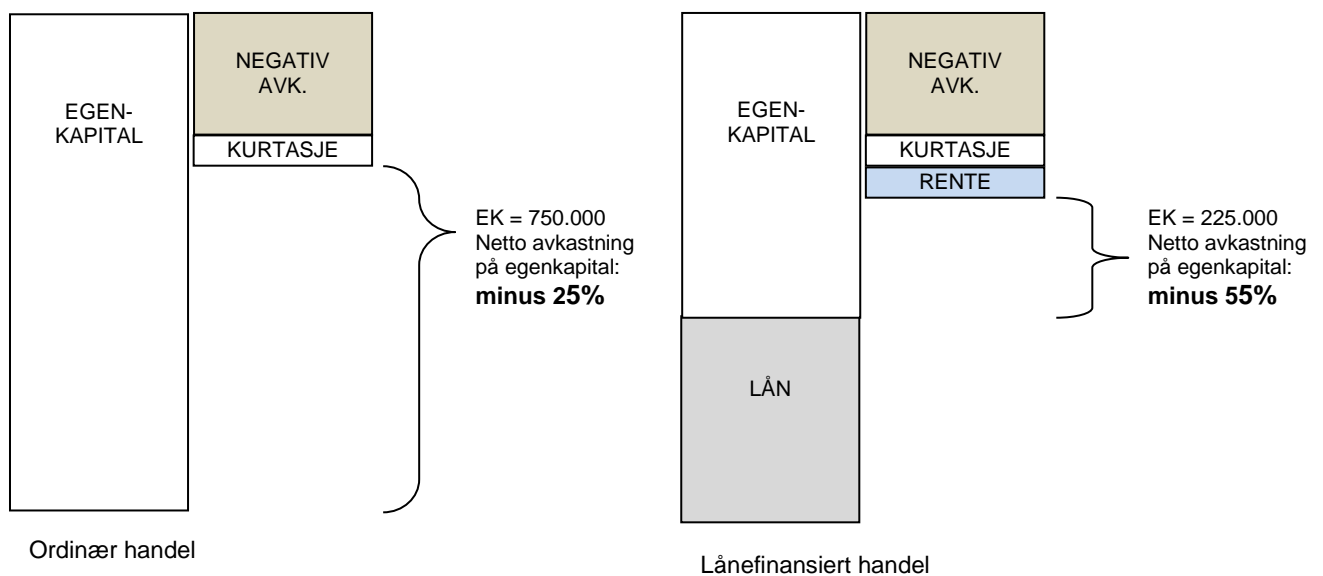 EGEN-
KAPITAL
NEGATIV
AVK.
KURTASJE
EK = 750.000
Netto avkastning
på egenkapital:
minus 25%
Ordinær handel
EGEN-
KAPITAL
LÅN
NEGATIV
AVK.
KURTASJE
RENTE
EK = 225.000
Netto avkastning
på egenkapital:
minus 55%
Lånefinansiert handel